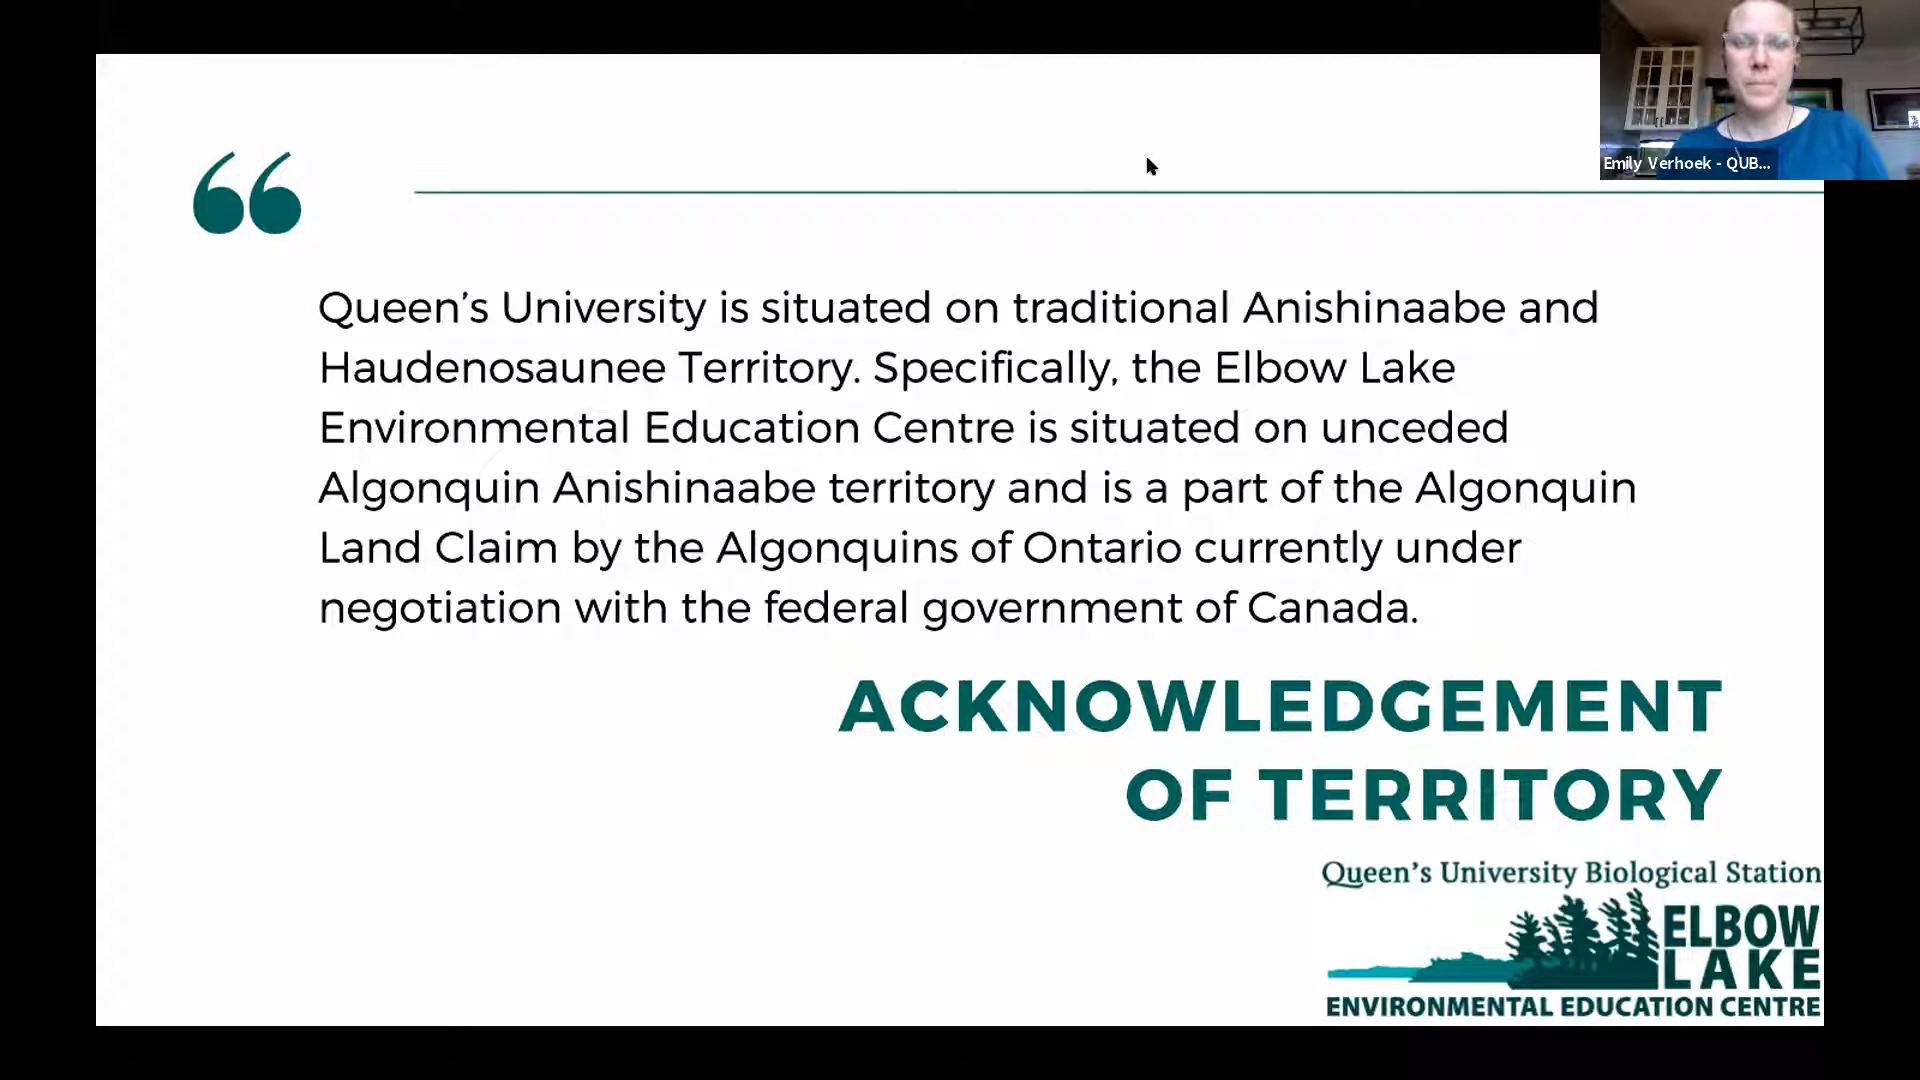 Emily Verhoek - QUB...
Queen’s University is situated on traditional Anishinaabe and
Haudenosaunee Territory. Specifically, the Elbow Lake
Environmental Education Centre is situated on unceded
Algonquin Anishinaabe territory and is a part of the Algonquin
Land Claim by the Algonquins of Ontario currently under
negotiation with the federal government of Canada.
ACKNOWLEDGEMENT
OF TERRITORY
Queen’s University Biological Station
ELBOW
LAKE
ENVIRONMENTAL EDUCATION CENTRE